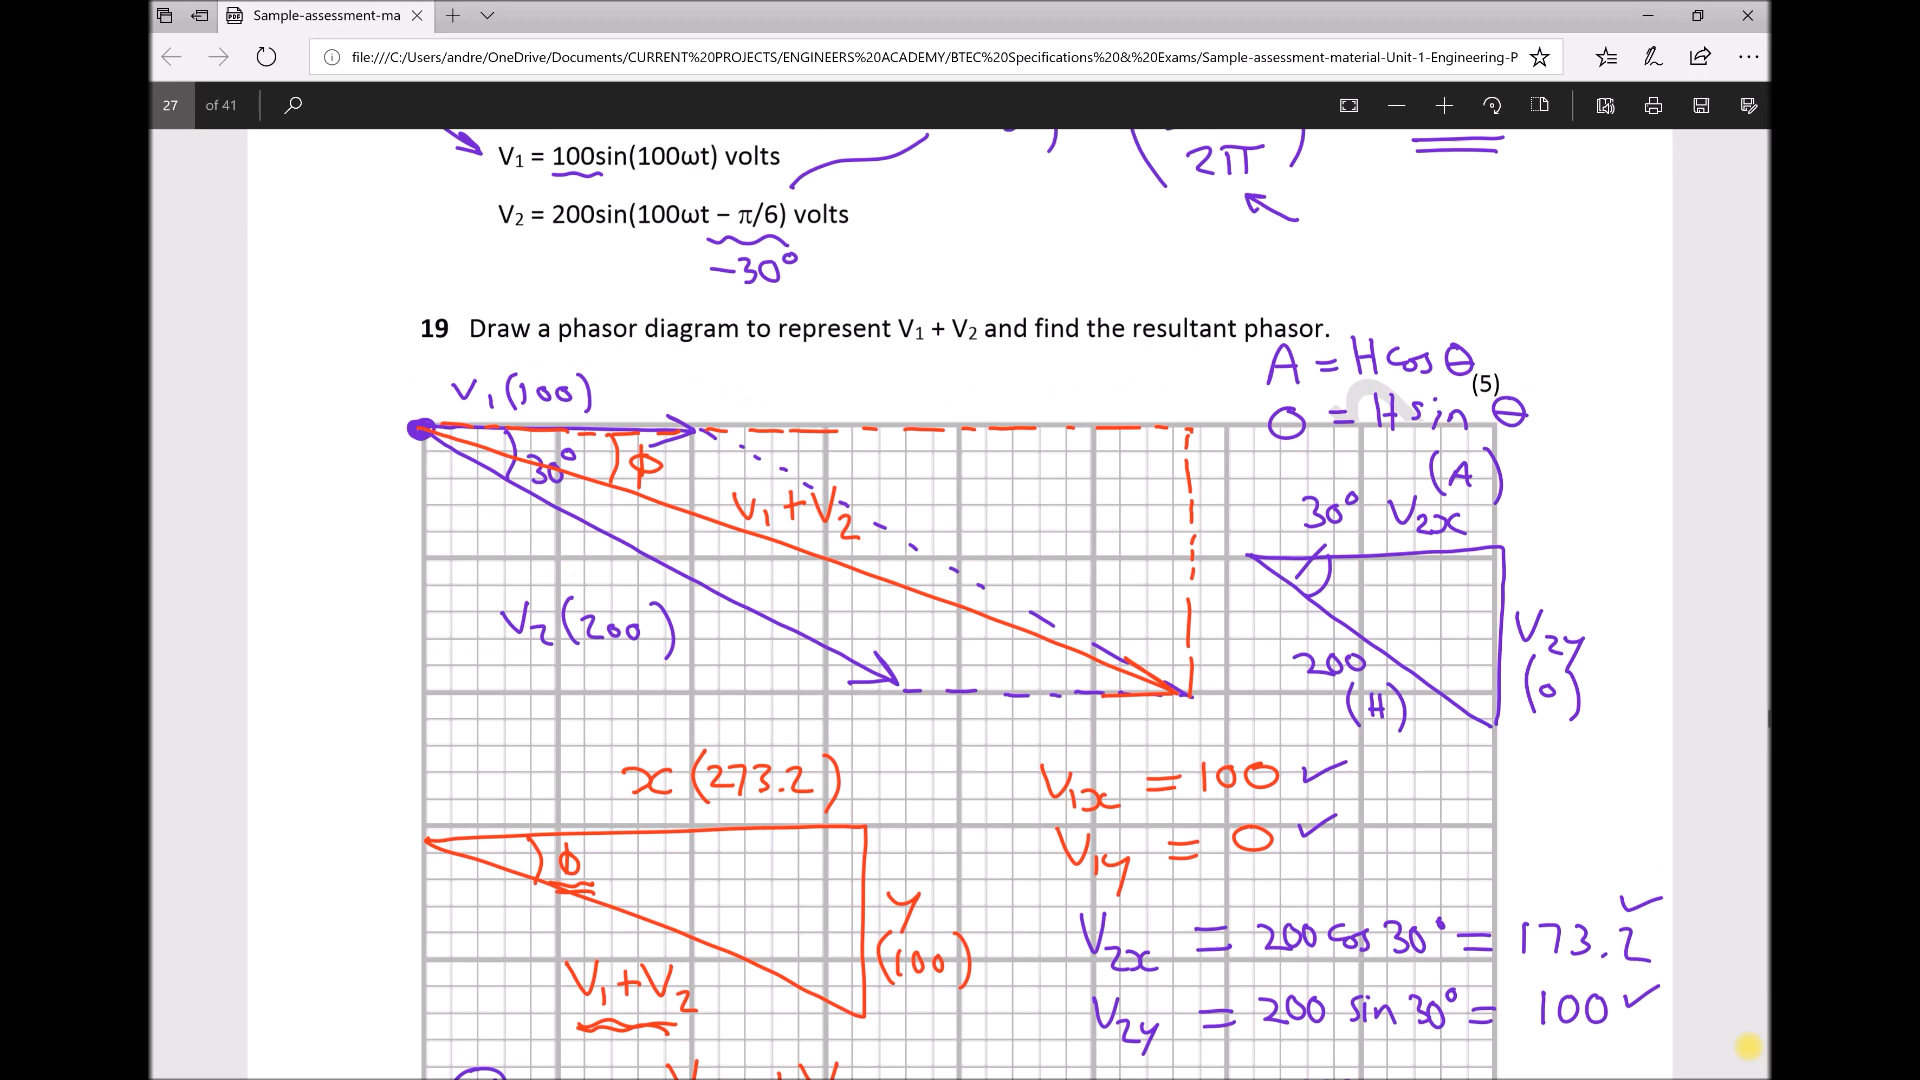 Sample-assessment-ma
file:///C:/Users/andre/OneDrive/Documents/CURRENT%20PROJECTS/ENGINEERS%20ACADEMY/BTEC%20Specifications%20&%20Exams/Sample-assessment-material-Unit-1-Engineering-P
27 of 41
2π
V₁ = 100sin(100ωt) volts
V₂ = 200sin(100ωt − π/6) volts
−30°
19 Draw a phasor diagram to represent V₁ + V₂ and find the resultant phasor.
A = H cos θ
(5)
O = H sin θ
V₁(100)
30°
ϕ
V₁ + V₂
V₂(200)
(A)
30° V₂ₓ
200
(H)
V₂y
(O)
x (273.2)
ϕ
y
(100)
V₁ + V₂
V₁ₓ = 100 ✓
V₁y = 0 ✓
V₂ₓ = 200 cos 30° = 173.2 ✓
V₂y = 200 sin 30° = 100 ✓